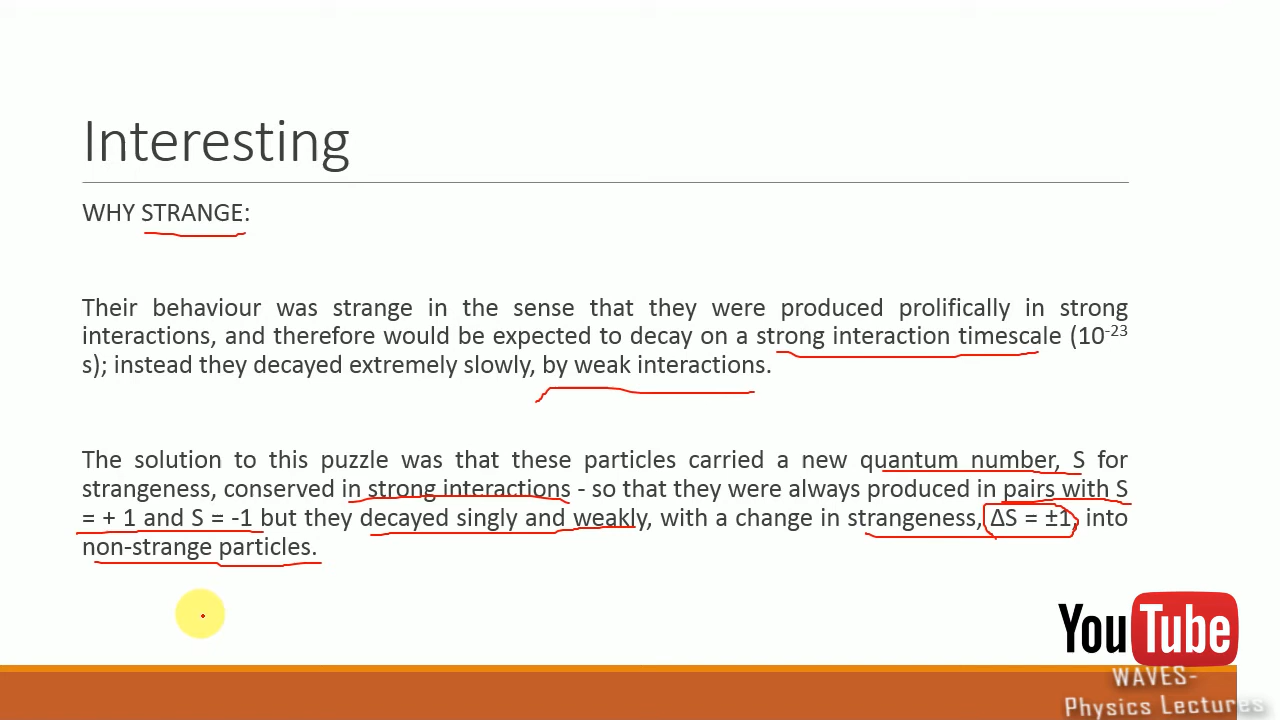 Interesting
WHY STRANGE:
Their behaviour was strange in the sense that they were produced prolifically in strong
interactions, and therefore would be expected to decay on a strong interaction timescale (10⁻²³
s); instead they decayed extremely slowly, by weak interactions.
The solution to this puzzle was that these particles carried a new quantum number, S for
strangeness, conserved in strong interactions - so that they were always produced in pairs with S
= + 1 and S = -1 but they decayed singly and weakly, with a change in strangeness, ΔS = ±1, into
non-strange particles.
YouTube
WAVES-
Physics Lectures